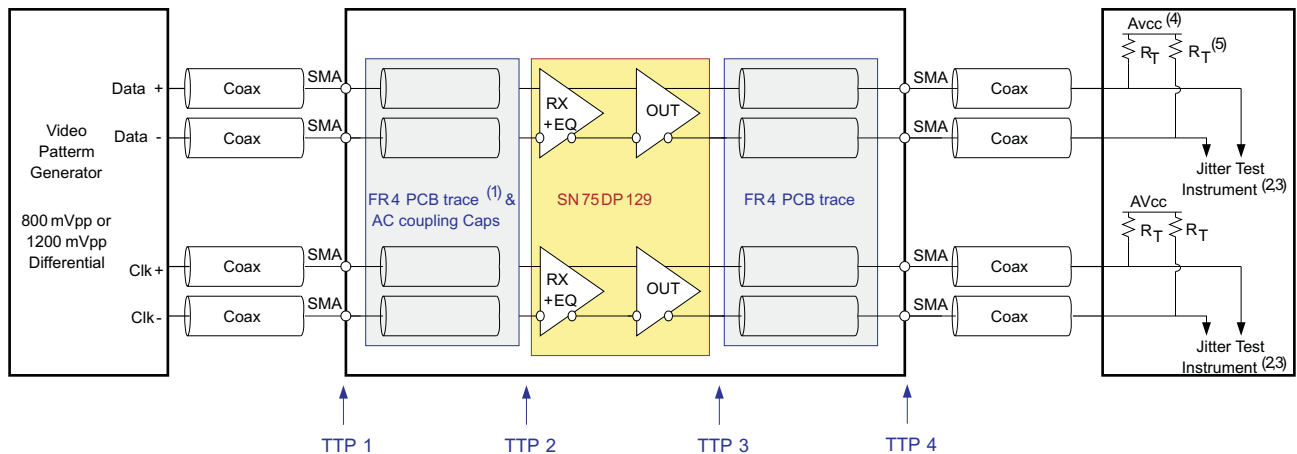 Video
Patterm
Generator
800 mVpp or
1200 mVpp
Differential
Data +
Data -
Clk +
Clk -
Coax
Coax
Coax
Coax
SMA
SMA
SMA
SMA
FR4 PCB trace (1) &
AC coupling Caps
RX
+EQ
OUT
SN75DP129
RX
+EQ
OUT
FR4 PCB trace
SMA
SMA
SMA
SMA
Coax
Coax
Coax
Coax
Avcc (4)
RT
RT (5)
Jitter Test
Instrument (2,3)
AVcc
RT
RT
Jitter Test
Instrument (2,3)
TTP 1
TTP 2
TTP 3
TTP 4